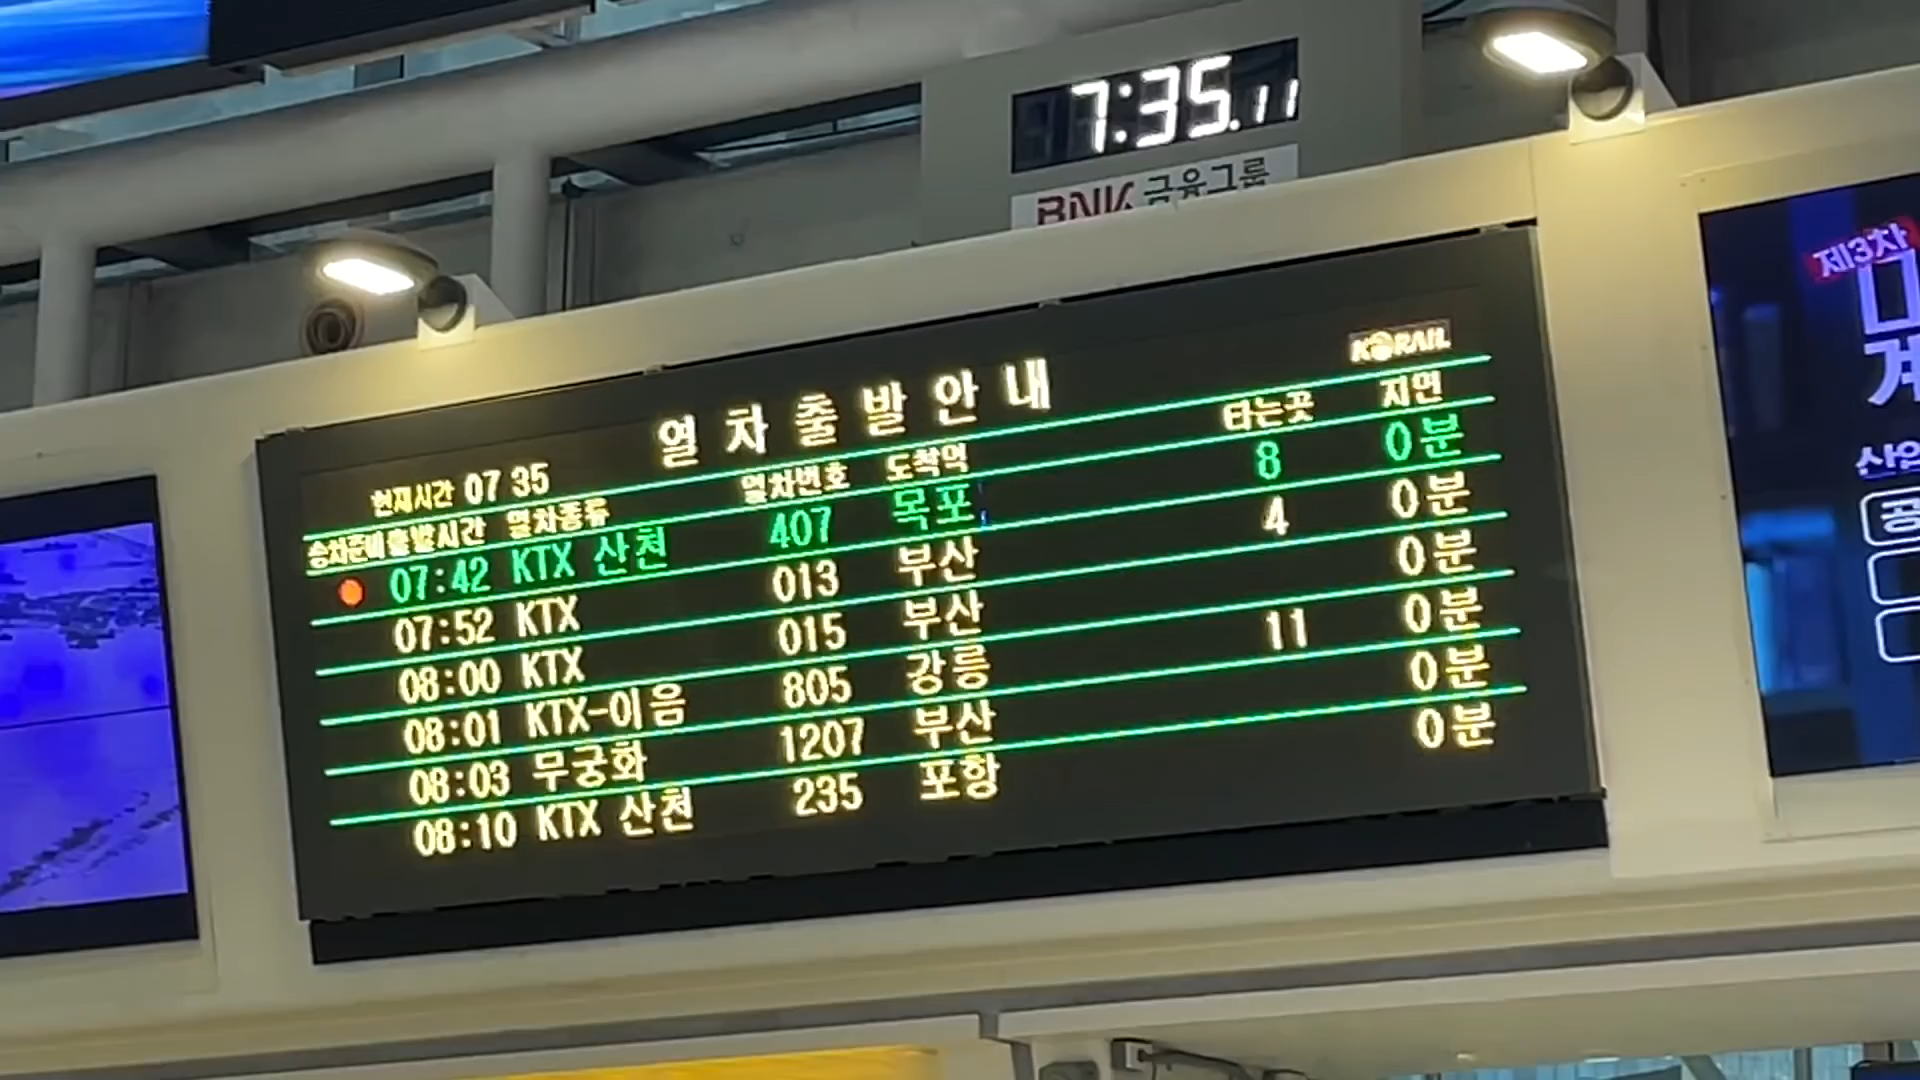 7:35.11
BNK 금융그룹
KORAIL
열차출발안내
현재시간 07 35
승차준비 출발시간 열차종류 열차번호 도착역 타는곳 지연
07:42 KTX 산천 407 목포 8 0분
07:52 KTX 013 부산 4 0분
08:00 KTX 015 부산 0분
08:01 KTX-이음 805 강릉 11 0분
08:03 무궁화 1207 부산 0분
08:10 KTX 산천 235 포항 0분
제3차